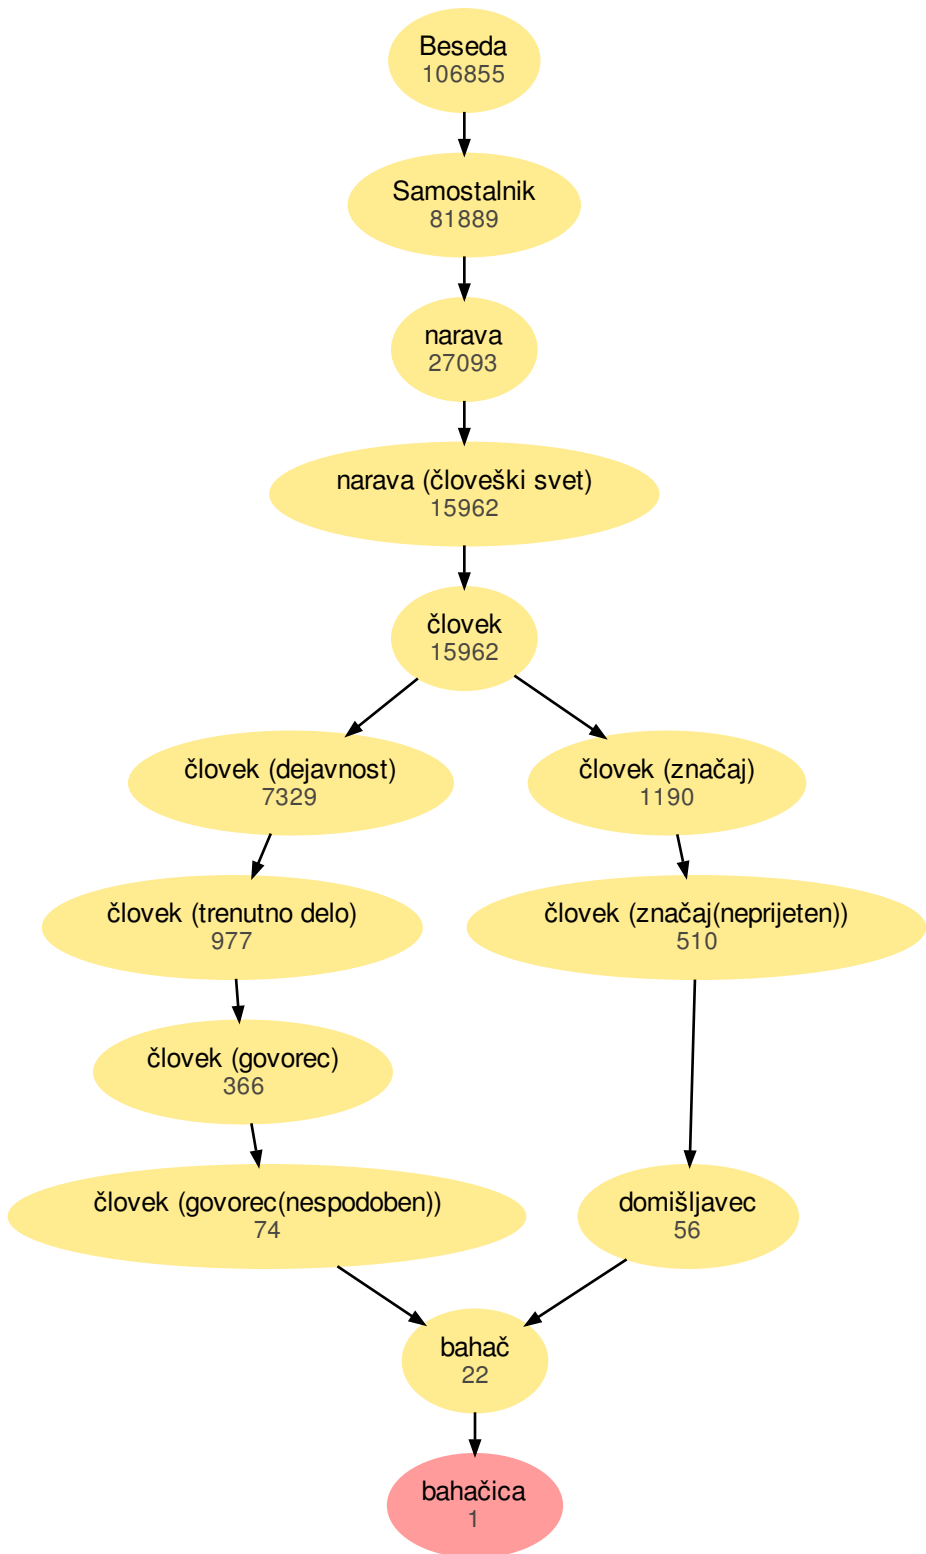 Beseda
106855
Samostalnik
81889
narava
27093
narava (človeški svet)
15962
človek
15962
človek (dejavnost)
7329
človek (značaj)
1190
človek (trenutno delo)
977
človek (značaj(neprijeten))
510
človek (govorec)
366
človek (govorec(nespodoben))
74
domišljavec
56
bahač
22
bahačica
1